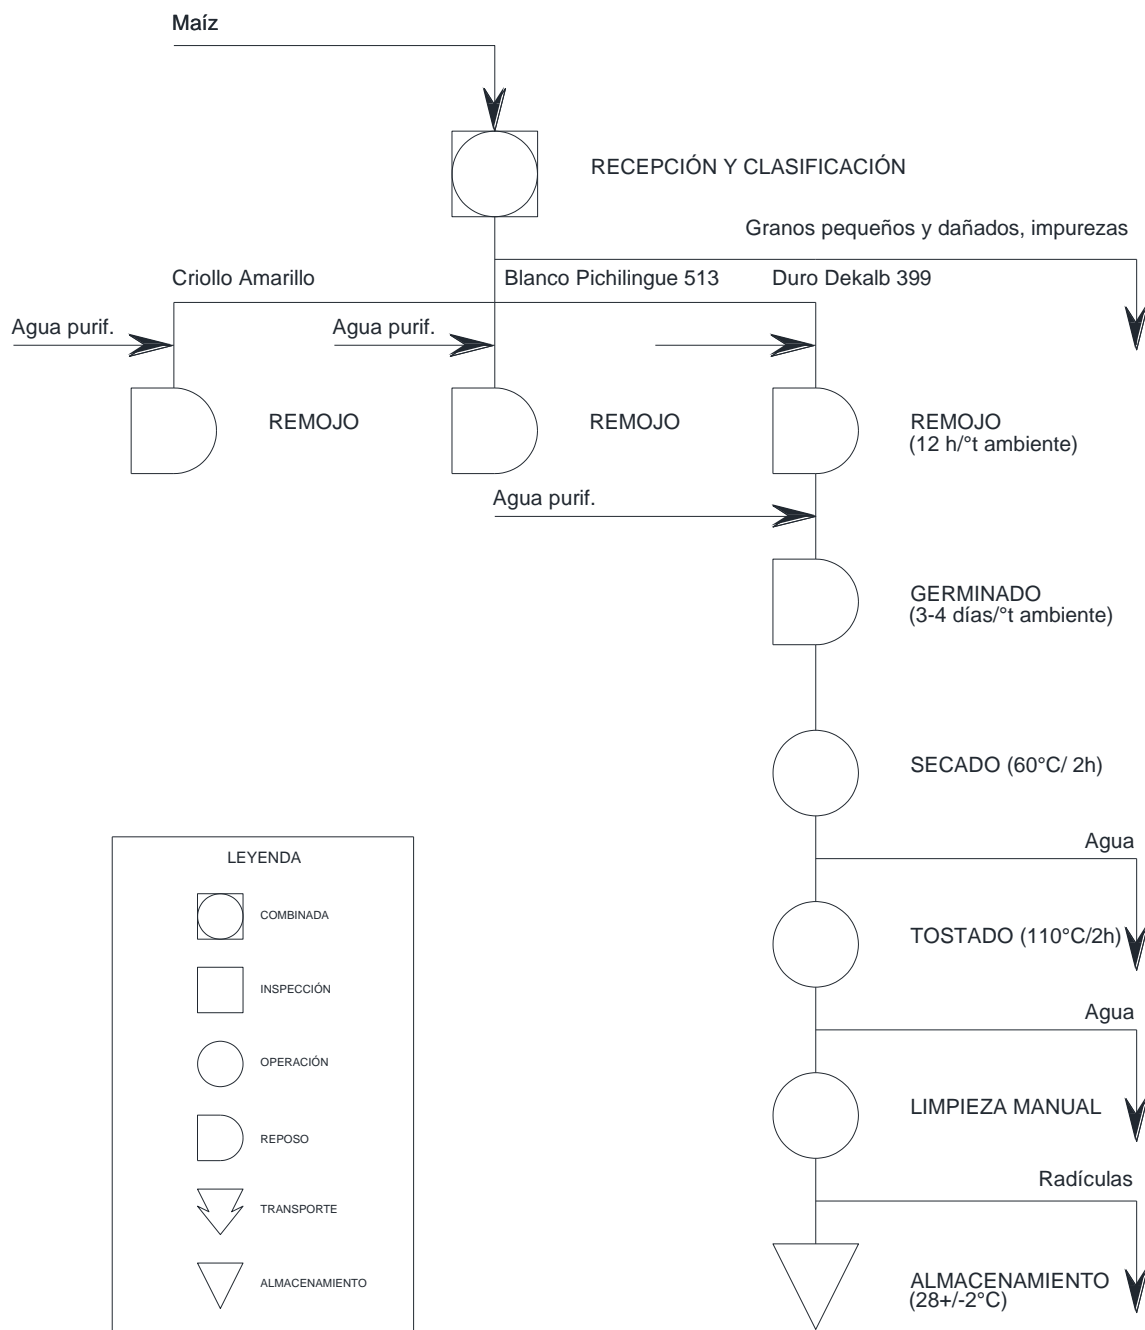 Maíz
RECEPCIÓN Y CLASIFICACIÓN
Granos pequeños y dañados, impurezas
Criollo Amarillo
Blanco Pichilingue 513
Duro Dekalb 399
Agua purif.
Agua purif.
REMOJO
REMOJO
REMOJO
(12 h/°t ambiente)
Agua purif.
GERMINADO
(3-4 días/°t ambiente)
SECADO (60°C/ 2h)
Agua
TOSTADO (110°C/2h)
Agua
LIMPIEZA MANUAL
Radículas
ALMACENAMIENTO
(28+/-2°C)
LEYENDA
COMBINADA
INSPECCIÓN
OPERACIÓN
REPOSO
TRANSPORTE
ALMACENAMIENTO